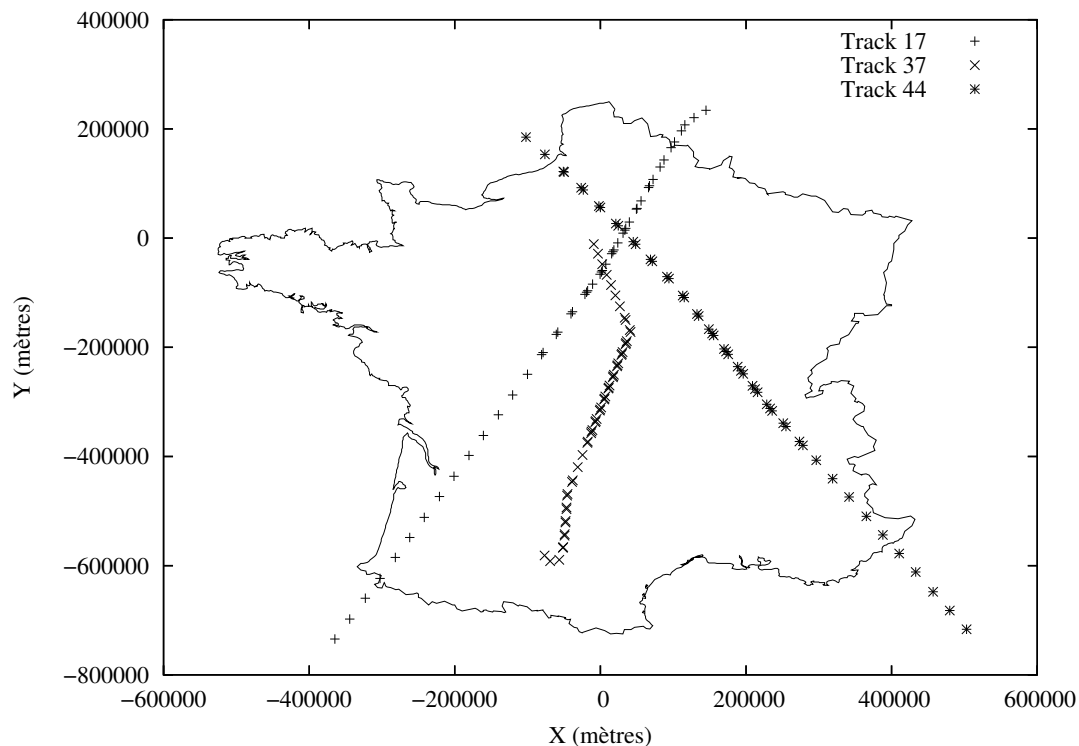 400000
200000
0
−200000
−400000
−600000
−800000
−600000 −400000 −200000 0 200000 400000 600000
Y (mètres)
X (mètres)
Track 17
Track 37
Track 44